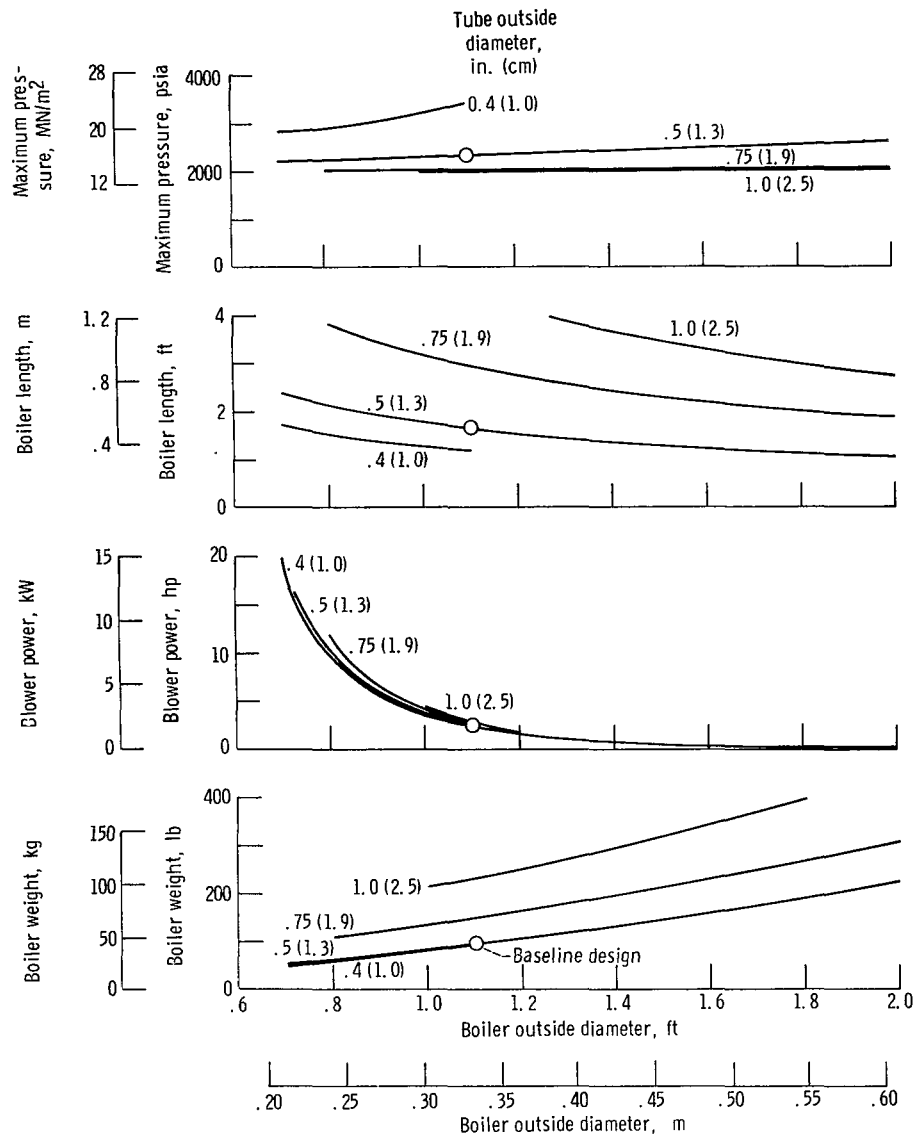 Tube outside
diameter,
in. (cm)
Maximum pres-
sure, MN/m2
28
20
12
Maximum pressure, psia
4000
2000
0
0.4 (1.0)
.5 (1.3)
.75 (1.9)
1.0 (2.5)
Boiler length, m
1.2
.8
.4
Boiler length, ft
4
2
0
1.0 (2.5)
.75 (1.9)
.5 (1.3)
.4 (1.0)
Blower power, kW
15
10
5
0
Blower power, hp
20
10
0
.4 (1.0)
.5 (1.3)
.75 (1.9)
1.0 (2.5)
Boiler weight, kg
150
100
50
0
Boiler weight, lb
400
200
0
1.0 (2.5)
.75 (1.9)
.5 (1.3)
.4 (1.0)
Baseline design
.6 .8 1.0 1.2 1.4 1.6 1.8 2.0
Boiler outside diameter, ft
.20 .25 .30 .35 .40 .45 .50 .55 .60
Boiler outside diameter, m